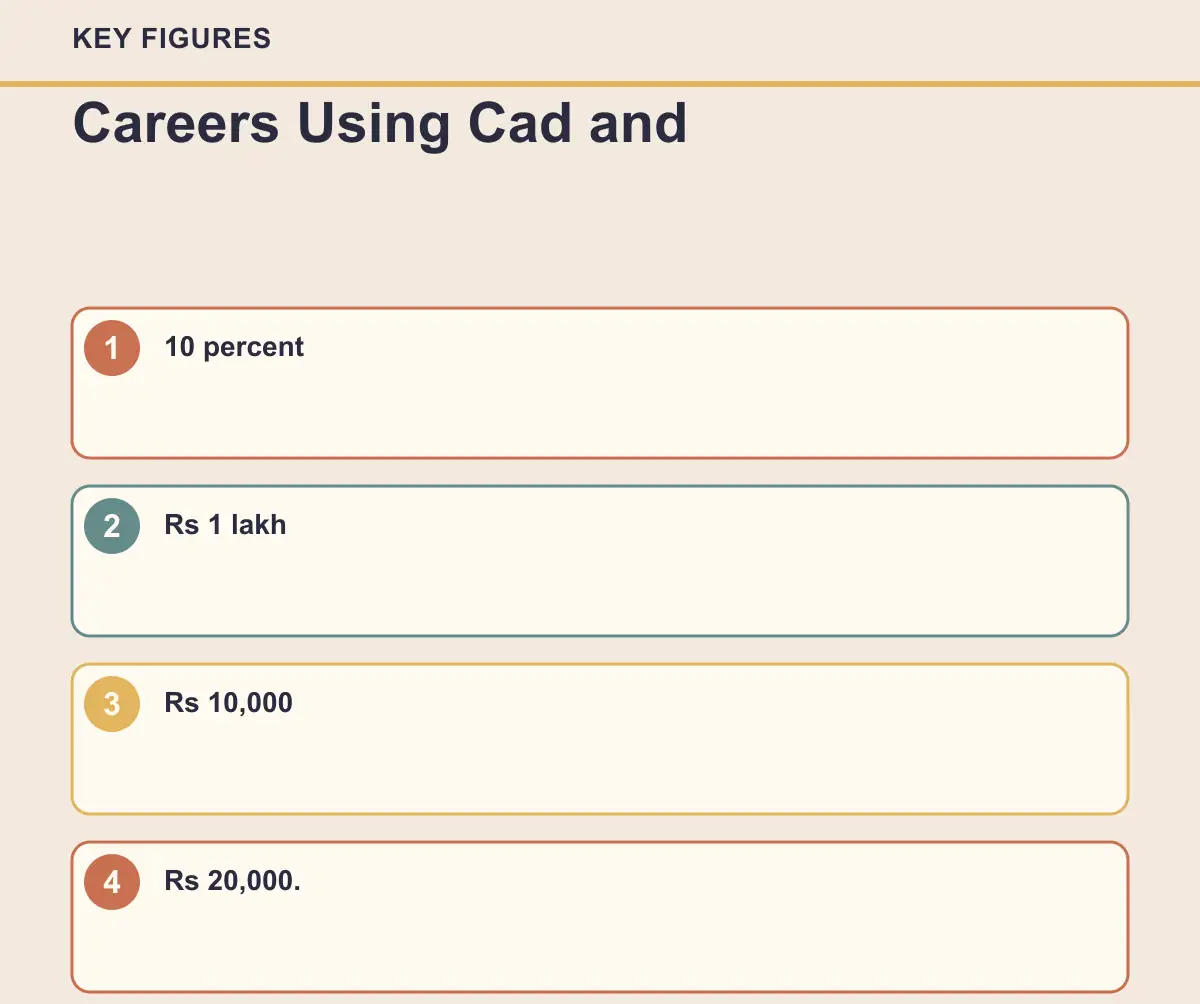 KEY FIGURES
Careers Using Cad and
1 10 percent
2 Rs 1 lakh
3 Rs 10,000
4 Rs 20,000.